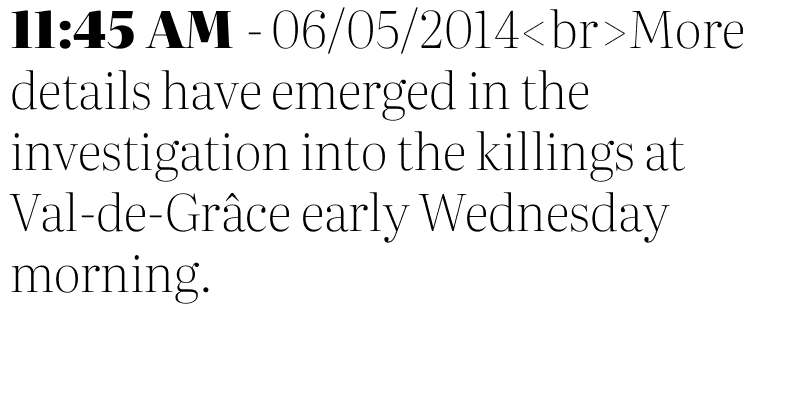 11:45 AM - 06/05/2014<br>More
details have emerged in the
investigation into the killings at
Val-de-Grâce early Wednesday
morning.